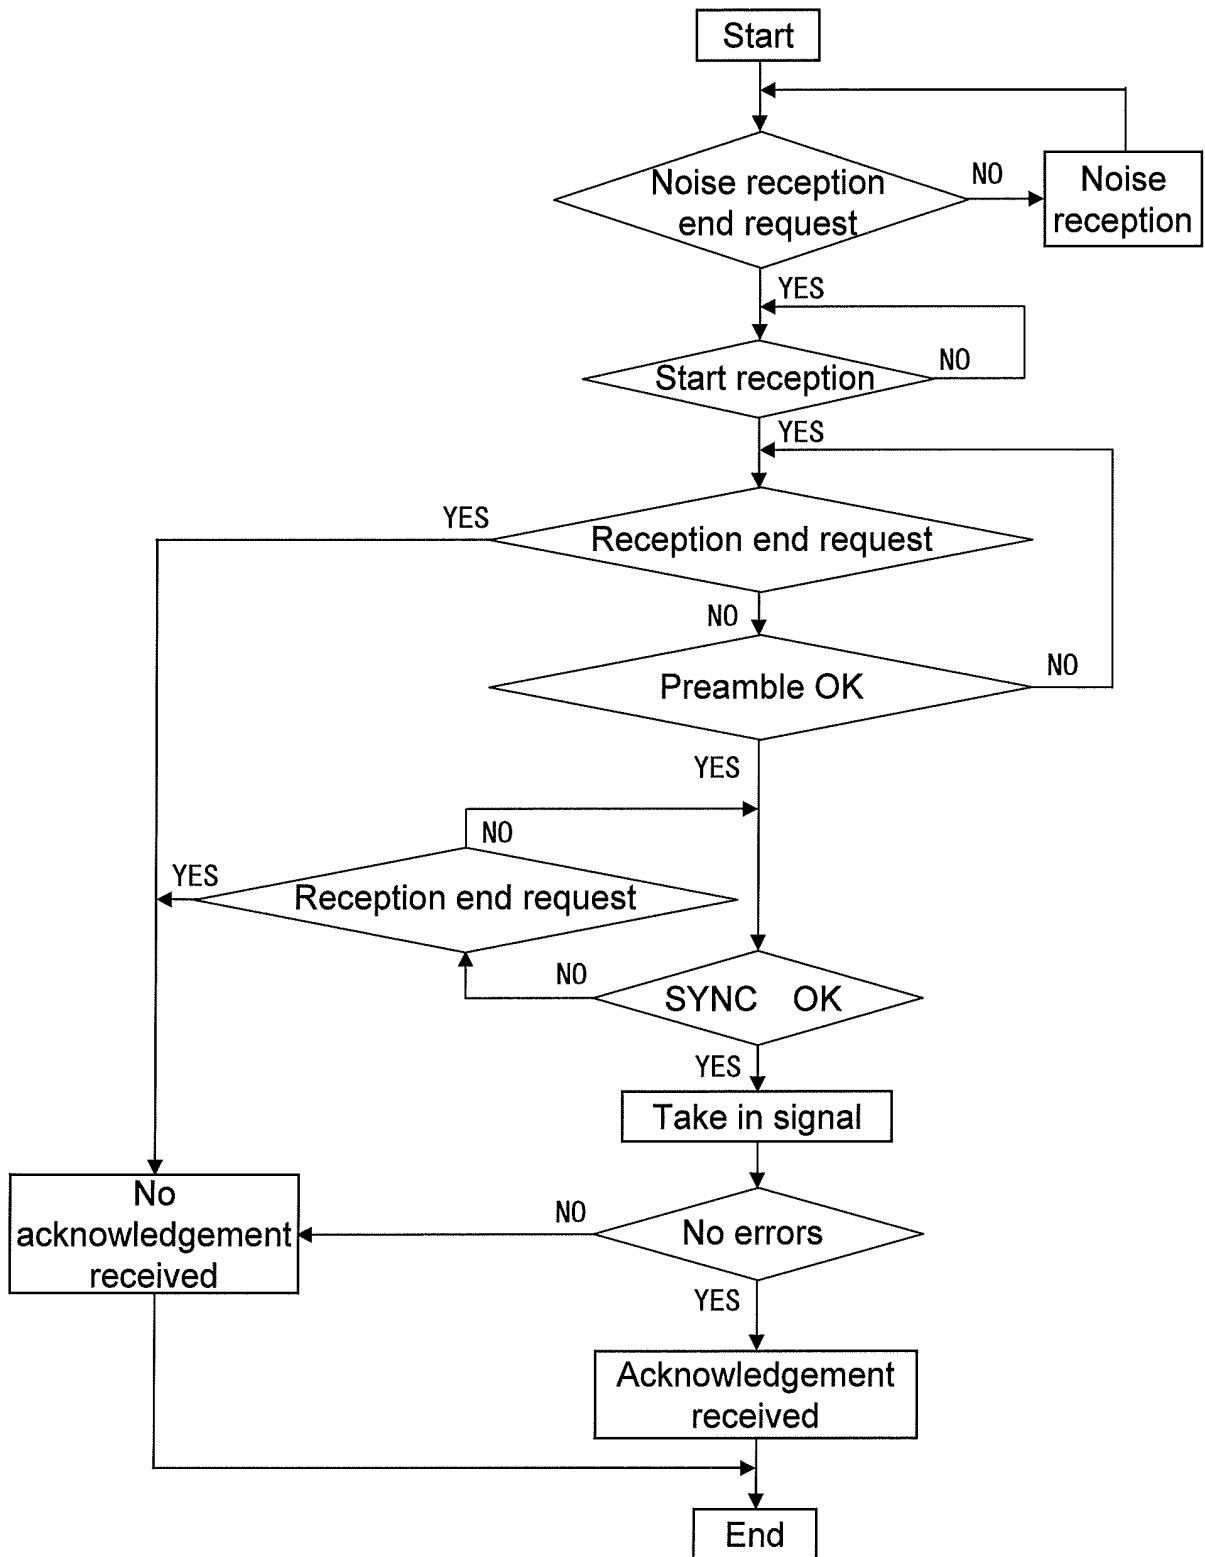 Start
Noise reception
end request
NO
Noise
reception
YES
Start reception
NO
YES
YES
Reception end request
NO
Preamble OK
NO
YES
NO
YES
Reception end request
NO
SYNC OK
YES
Take in signal
No
acknowledgement
received
NO
No errors
YES
Acknowledgement
received
End